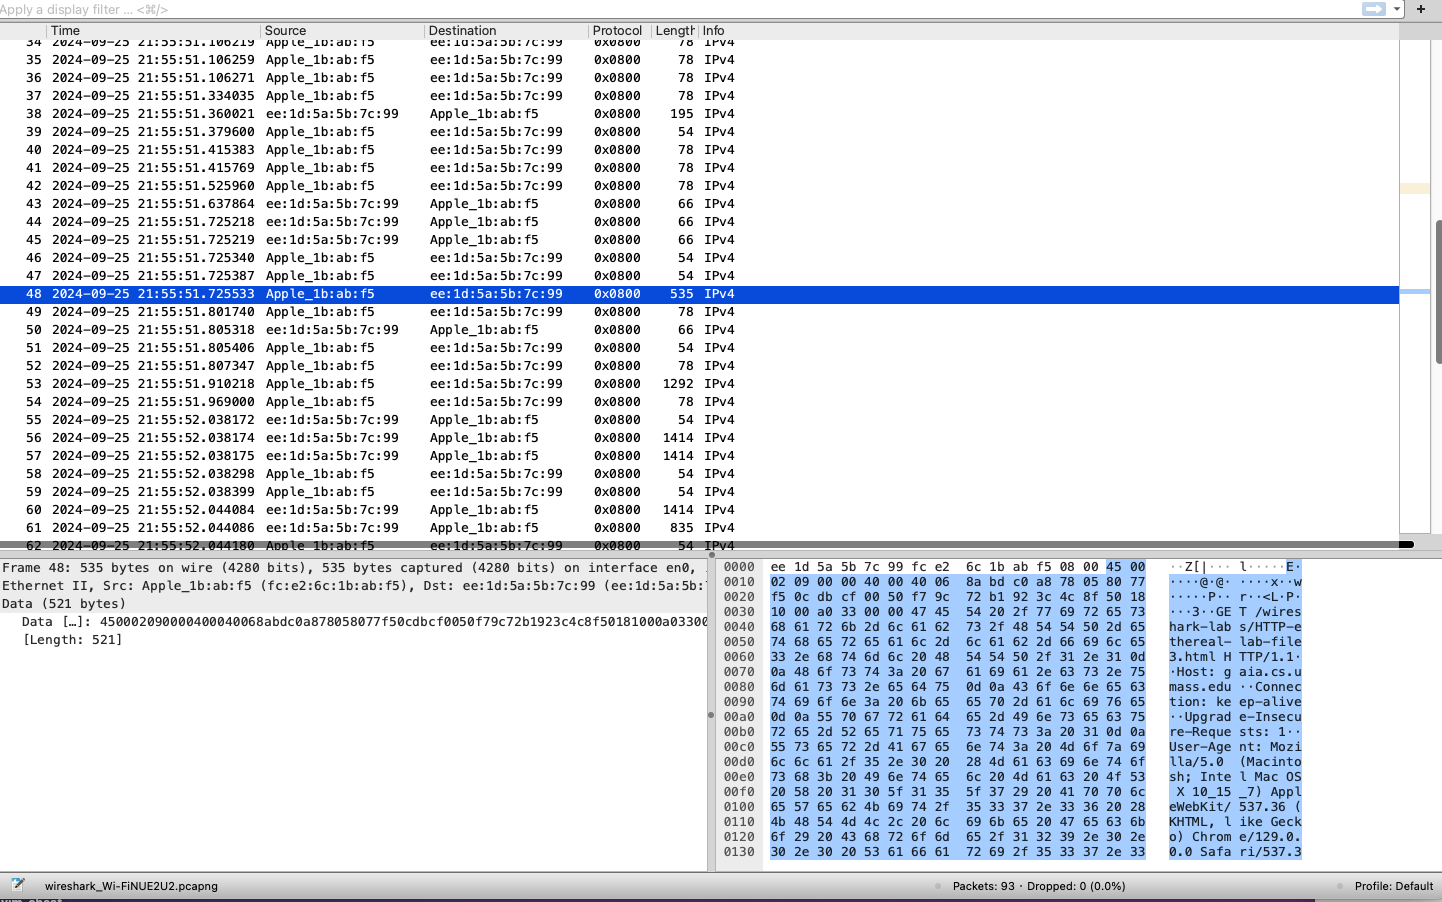 Apply a display filter … <⌘/>
Time Source Destination Protocol Length Info
34 2024-09-25 21:55:51.106219 Apple_1b:ab:f5 ee:1d:5a:5b:7c:99 0x0800 78 IPv4
35 2024-09-25 21:55:51.106259 Apple_1b:ab:f5 ee:1d:5a:5b:7c:99 0x0800 78 IPv4
36 2024-09-25 21:55:51.106271 Apple_1b:ab:f5 ee:1d:5a:5b:7c:99 0x0800 78 IPv4
37 2024-09-25 21:55:51.334035 Apple_1b:ab:f5 ee:1d:5a:5b:7c:99 0x0800 78 IPv4
38 2024-09-25 21:55:51.360021 ee:1d:5a:5b:7c:99 Apple_1b:ab:f5 0x0800 195 IPv4
39 2024-09-25 21:55:51.379600 Apple_1b:ab:f5 ee:1d:5a:5b:7c:99 0x0800 54 IPv4
40 2024-09-25 21:55:51.415383 Apple_1b:ab:f5 ee:1d:5a:5b:7c:99 0x0800 78 IPv4
41 2024-09-25 21:55:51.415769 Apple_1b:ab:f5 ee:1d:5a:5b:7c:99 0x0800 78 IPv4
42 2024-09-25 21:55:51.525960 Apple_1b:ab:f5 ee:1d:5a:5b:7c:99 0x0800 78 IPv4
43 2024-09-25 21:55:51.637864 ee:1d:5a:5b:7c:99 Apple_1b:ab:f5 0x0800 66 IPv4
44 2024-09-25 21:55:51.725218 ee:1d:5a:5b:7c:99 Apple_1b:ab:f5 0x0800 66 IPv4
45 2024-09-25 21:55:51.725219 ee:1d:5a:5b:7c:99 Apple_1b:ab:f5 0x0800 66 IPv4
46 2024-09-25 21:55:51.725340 Apple_1b:ab:f5 ee:1d:5a:5b:7c:99 0x0800 54 IPv4
47 2024-09-25 21:55:51.725387 Apple_1b:ab:f5 ee:1d:5a:5b:7c:99 0x0800 54 IPv4
48 2024-09-25 21:55:51.725533 Apple_1b:ab:f5 ee:1d:5a:5b:7c:99 0x0800 535 IPv4
49 2024-09-25 21:55:51.801740 Apple_1b:ab:f5 ee:1d:5a:5b:7c:99 0x0800 78 IPv4
50 2024-09-25 21:55:51.805318 ee:1d:5a:5b:7c:99 Apple_1b:ab:f5 0x0800 66 IPv4
51 2024-09-25 21:55:51.805406 Apple_1b:ab:f5 ee:1d:5a:5b:7c:99 0x0800 54 IPv4
52 2024-09-25 21:55:51.807347 Apple_1b:ab:f5 ee:1d:5a:5b:7c:99 0x0800 78 IPv4
53 2024-09-25 21:55:51.910218 Apple_1b:ab:f5 ee:1d:5a:5b:7c:99 0x0800 1292 IPv4
54 2024-09-25 21:55:51.969000 Apple_1b:ab:f5 ee:1d:5a:5b:7c:99 0x0800 78 IPv4
55 2024-09-25 21:55:52.038172 ee:1d:5a:5b:7c:99 Apple_1b:ab:f5 0x0800 54 IPv4
56 2024-09-25 21:55:52.038174 ee:1d:5a:5b:7c:99 Apple_1b:ab:f5 0x0800 1414 IPv4
57 2024-09-25 21:55:52.038175 ee:1d:5a:5b:7c:99 Apple_1b:ab:f5 0x0800 1414 IPv4
58 2024-09-25 21:55:52.038298 Apple_1b:ab:f5 ee:1d:5a:5b:7c:99 0x0800 54 IPv4
59 2024-09-25 21:55:52.038399 Apple_1b:ab:f5 ee:1d:5a:5b:7c:99 0x0800 54 IPv4
60 2024-09-25 21:55:52.044084 ee:1d:5a:5b:7c:99 Apple_1b:ab:f5 0x0800 1414 IPv4
61 2024-09-25 21:55:52.044086 ee:1d:5a:5b:7c:99 Apple_1b:ab:f5 0x0800 835 IPv4
62 2024-09-25 21:55:52.044180 Apple_1b:ab:f5 ee:1d:5a:5b:7c:99 0x0800 54 IPv4
Frame 48: 535 bytes on wire (4280 bits), 535 bytes captured (4280 bits) on interface en0,
Ethernet II, Src: Apple_1b:ab:f5 (fc:e2:6c:1b:ab:f5), Dst: ee:1d:5a:5b:7c:99 (ee:1d:5a:5b:
Data (521 bytes)
Data […]: 450002090000400040068abdc0a878058077f50cdbcf0050f79c72b1923c4c8f50181000a03300
[Length: 521]
0000 ee 1d 5a 5b 7c 99 fc e2 6c 1b ab f5 08 00 45 00 ··Z[|··· l·····E·
0010 02 09 00 00 40 00 40 06 8a bd c0 a8 78 05 80 77 ····@·@· ····x··w
0020 f5 0c db cf 00 50 f7 9c 72 b1 92 3c 4c 8f 50 18 ·····P·· r··<L·P·
0030 10 00 a0 33 00 00 47 45 54 20 2f 77 69 72 65 73 ···3··GE T /wires
0040 68 61 72 6b 2d 6c 61 62 73 2f 48 54 54 50 2d 65 hark-lab s/HTTP-e
0050 74 68 65 72 65 61 6c 2d 6c 61 62 2d 66 69 6c 65 thereal- lab-file
0060 33 2e 68 74 6d 6c 20 48 54 54 50 2f 31 2e 31 0d 3.html H TTP/1.1·
0070 0a 48 6f 73 74 3a 20 67 61 69 61 2e 63 73 2e 75 ·Host: g aia.cs.u
0080 6d 61 73 73 2e 65 64 75 0d 0a 43 6f 6e 6e 65 63 mass.edu ··Connec
0090 74 69 6f 6e 3a 20 6b 65 65 70 2d 61 6c 69 76 65 tion: ke ep-alive
00a0 0d 0a 55 70 67 72 61 64 65 2d 49 6e 73 65 63 75 ··Upgrad e-Insecu
00b0 72 65 2d 52 65 71 75 65 73 74 73 3a 20 31 0d 0a re-Reque sts: 1··
00c0 55 73 65 72 2d 41 67 65 6e 74 3a 20 4d 6f 7a 69 User-Age nt: Mozi
00d0 6c 6c 61 2f 35 2e 30 20 28 4d 61 63 69 6e 74 6f lla/5.0 (Macinto
00e0 73 68 3b 20 49 6e 74 65 6c 20 4d 61 63 20 4f 53 sh; Inte l Mac OS
00f0 20 58 20 31 30 5f 31 35 5f 37 29 20 41 70 70 6c X 10_15 _7) Appl
0100 65 57 65 62 4b 69 74 2f 35 33 37 2e 33 36 20 28 eWebKit/ 537.36 (
0110 4b 48 54 4d 4c 2c 20 6c 69 6b 65 20 47 65 63 6b KHTML, l ike Geck
0120 6f 29 20 43 68 72 6f 6d 65 2f 31 32 39 2e 30 2e o) Chrom e/129.0.
0130 30 2e 30 20 53 61 66 61 72 69 2f 35 33 37 2e 33 0.0 Safa ri/537.3
wireshark_Wi-FiNUE2U2.pcapng Packets: 93 · Dropped: 0 (0.0%) Profile: Default